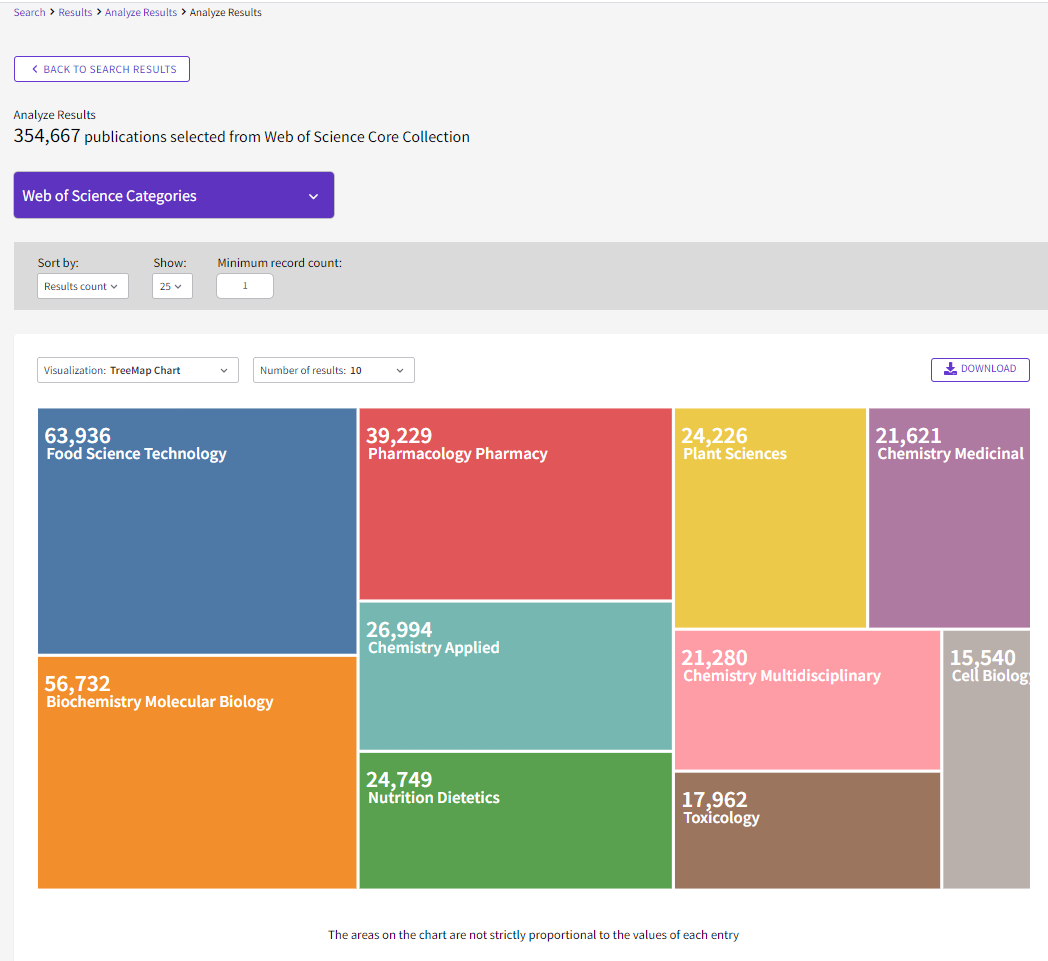 Search > Results > Analyze Results > Analyze Results
BACK TO SEARCH RESULTS
Analyze Results
354,667 publications selected from Web of Science Core Collection
Web of Science Categories
Sort by: Show: Minimum record count:
Results count 25 1
Visualization: TreeMap Chart Number of results: 10 DOWNLOAD
63,936
Food Science Technology
39,229
Pharmacology Pharmacy
24,226
Plant Sciences
21,621
Chemistry Medicinal
26,994
Chemistry Applied
56,732
Biochemistry Molecular Biology
21,280
Chemistry Multidisciplinary
15,540
Cell Biology
24,749
Nutrition Dietetics
17,962
Toxicology
The areas on the chart are not strictly proportional to the values of each entry